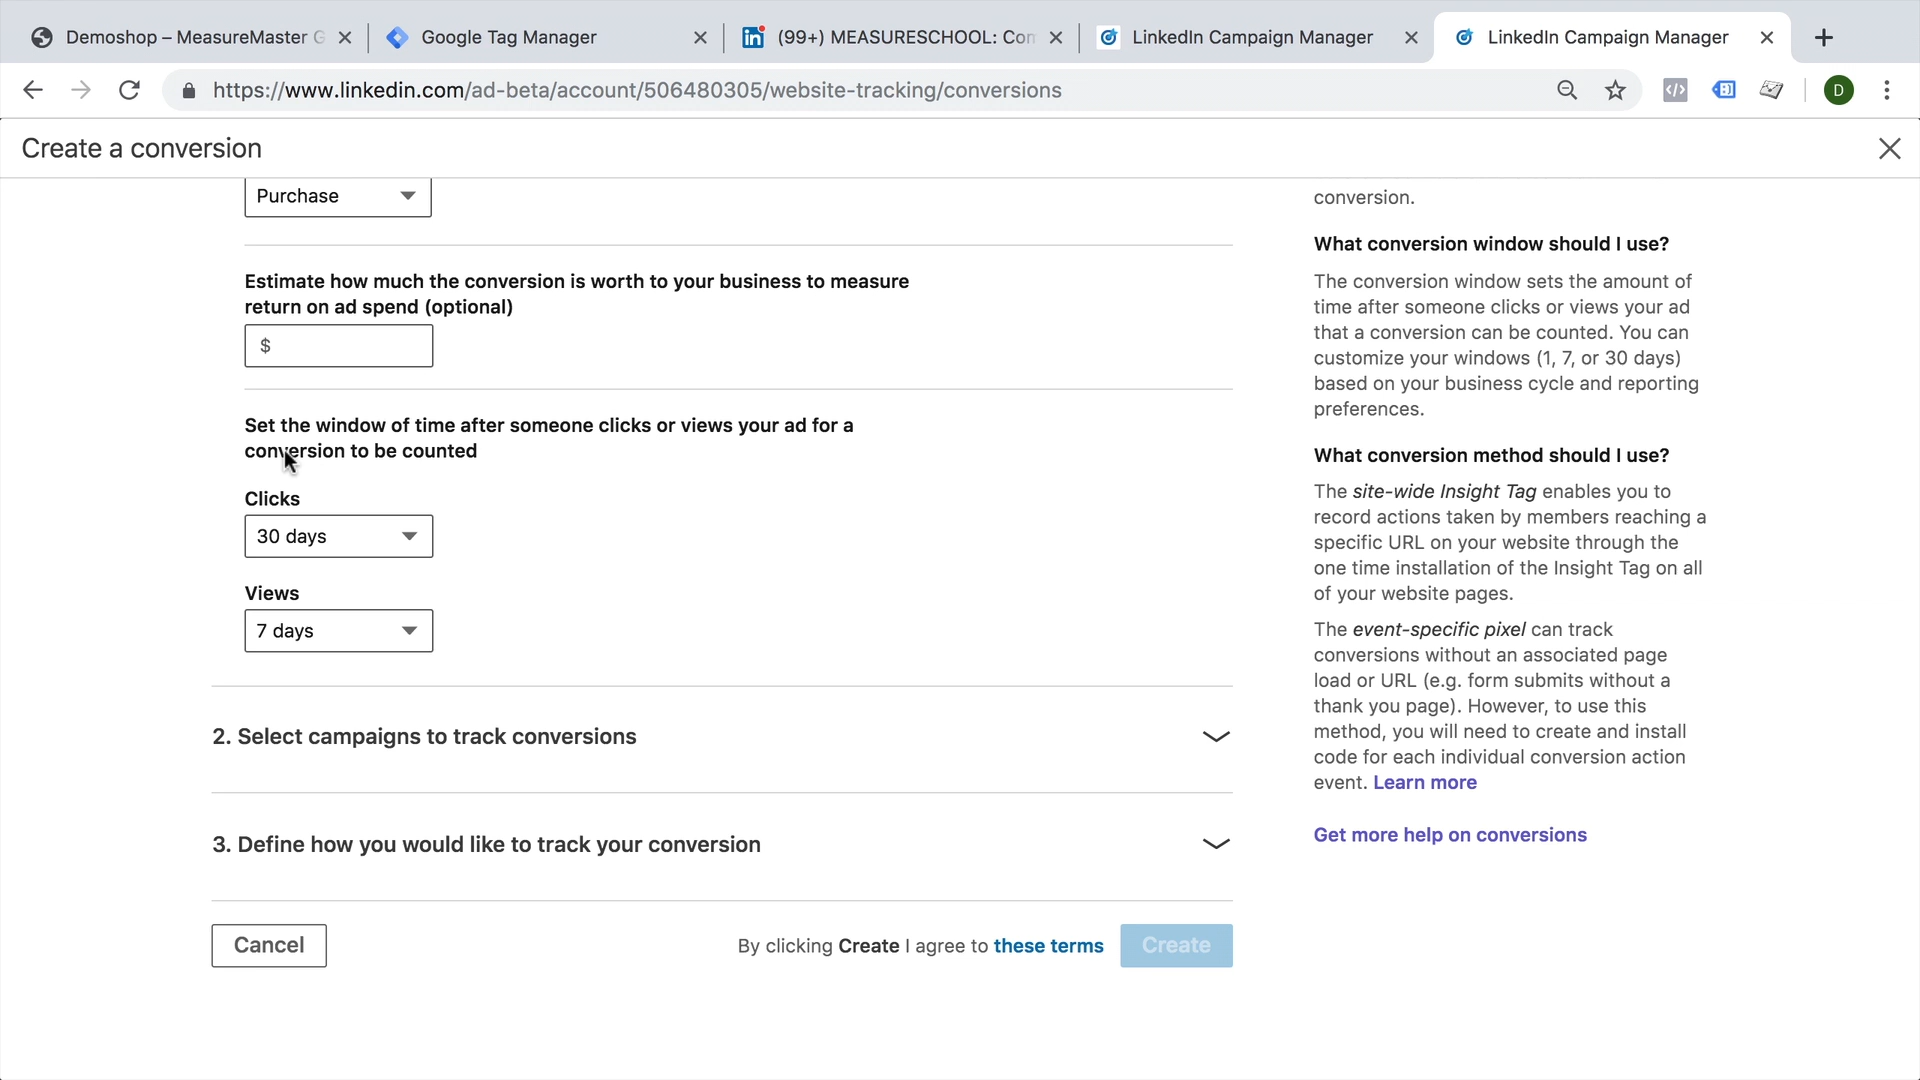 Demoshop – MeasureMaster G
Google Tag Manager
in (99+) MEASURESCHOOL: Con
LinkedIn Campaign Manager
LinkedIn Campaign Manager
https://www.linkedin.com/ad-beta/account/506480305/website-tracking/conversions
D
Create a conversion
Purchase
Estimate how much the conversion is worth to your business to measure
return on ad spend (optional)
$
Set the window of time after someone clicks or views your ad for a
conversion to be counted
Clicks
30 days
Views
7 days
2. Select campaigns to track conversions
3. Define how you would like to track your conversion
Cancel
By clicking Create I agree to these terms
Create
conversion.
What conversion window should I use?
The conversion window sets the amount of
time after someone clicks or views your ad
that a conversion can be counted. You can
customize your windows (1, 7, or 30 days)
based on your business cycle and reporting
preferences.
What conversion method should I use?
The site-wide Insight Tag enables you to
record actions taken by members reaching a
specific URL on your website through the
one time installation of the Insight Tag on all
of your website pages.
The event-specific pixel can track
conversions without an associated page
load or URL (e.g. form submits without a
thank you page). However, to use this
method, you will need to create and install
code for each individual conversion action
event. Learn more
Get more help on conversions